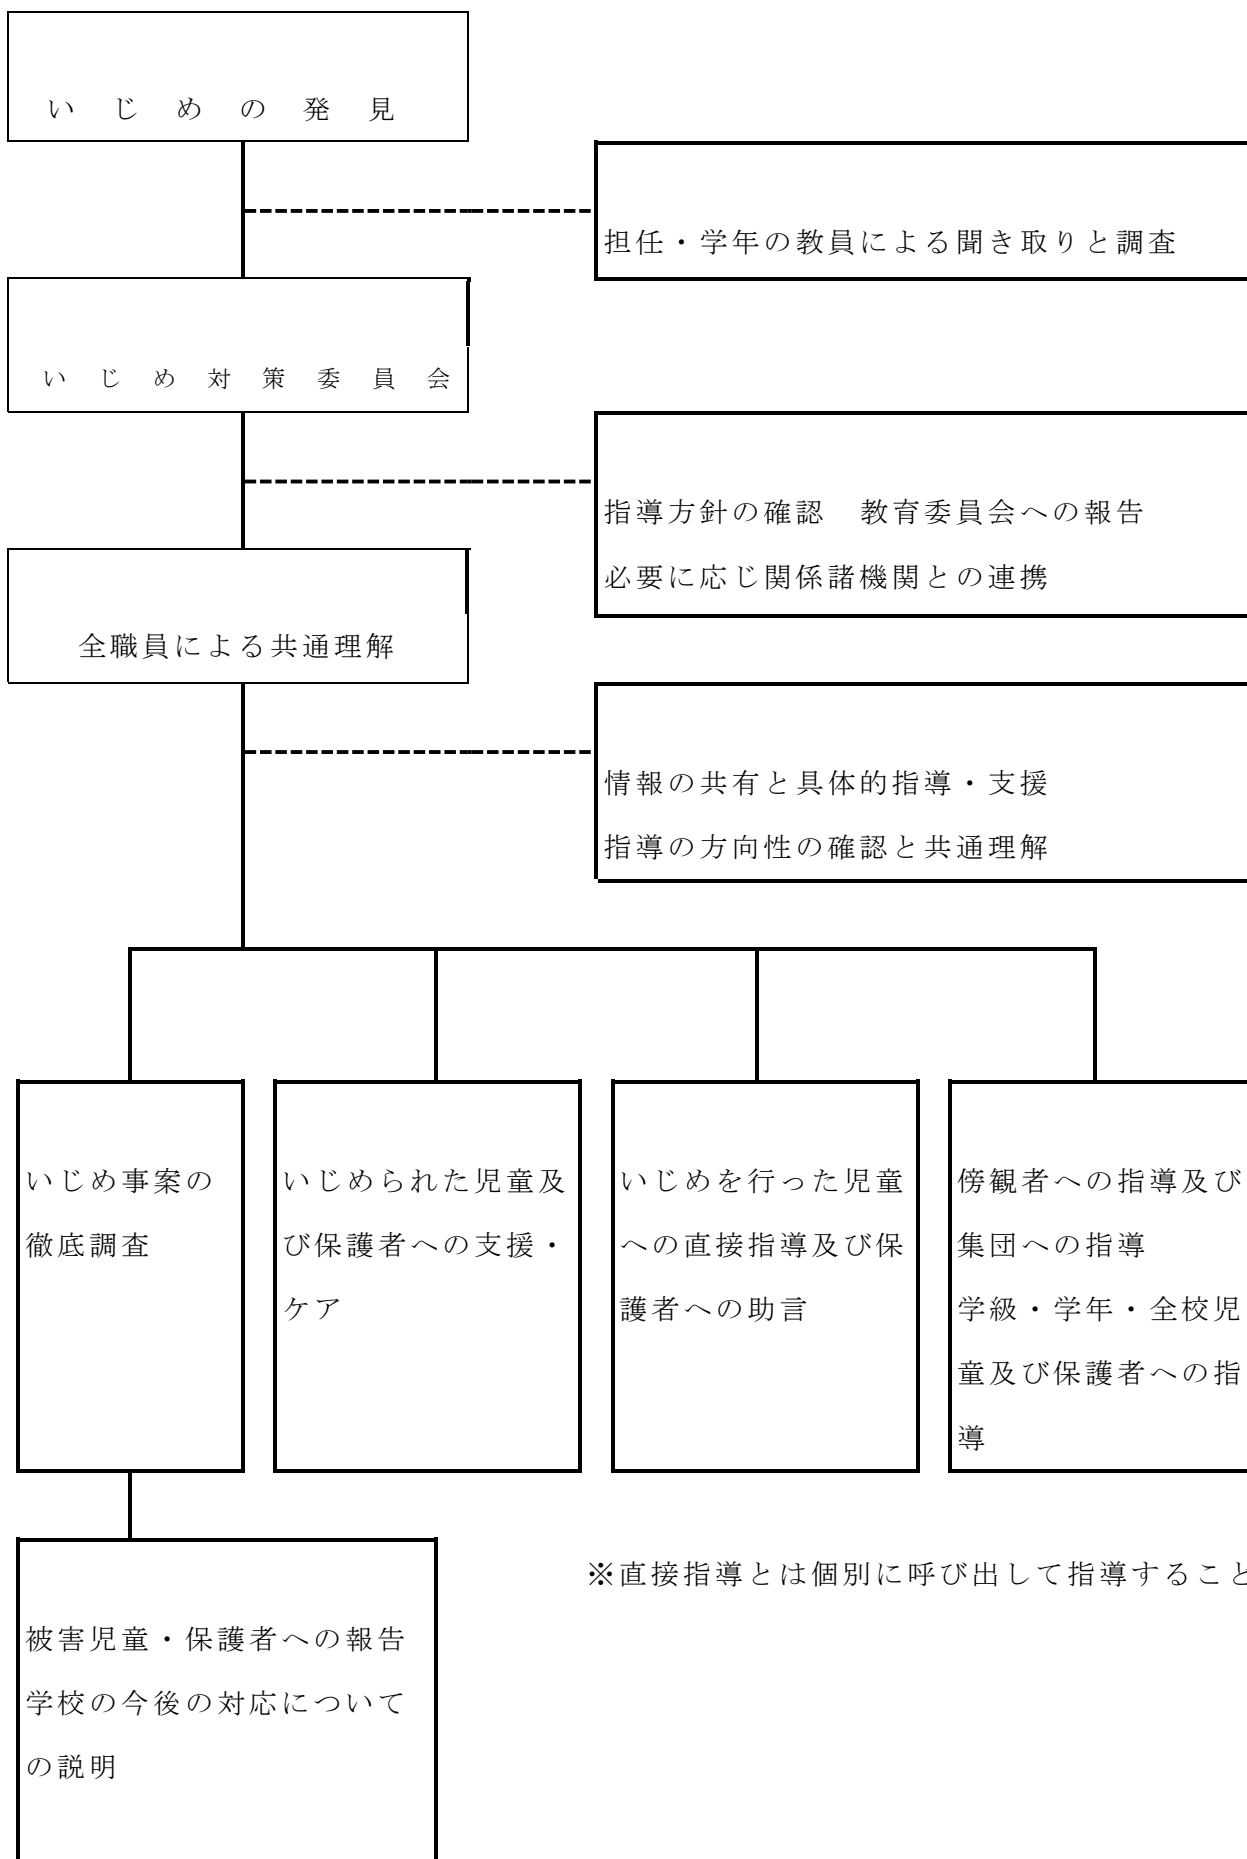 いじめの発見
担任・学年の教員による聞き取りと調査
いじめ対策委員会
指導方針の確認　教育委員会への報告
必要に応じ関係諸機関との連携
全職員による共通理解
情報の共有と具体的指導・支援
指導の方向性の確認と共通理解
いじめ事案の
徹底調査
いじめられた児童及
び保護者への支援・
ケア
いじめを行った児童
への直接指導及び保
護者への助言
傍観者への指導及び
集団への指導
学級・学年・全校児
童及び保護者への指
導
※直接指導とは個別に呼び出して指導すること
被害児童・保護者への報告
学校の今後の対応について
の説明